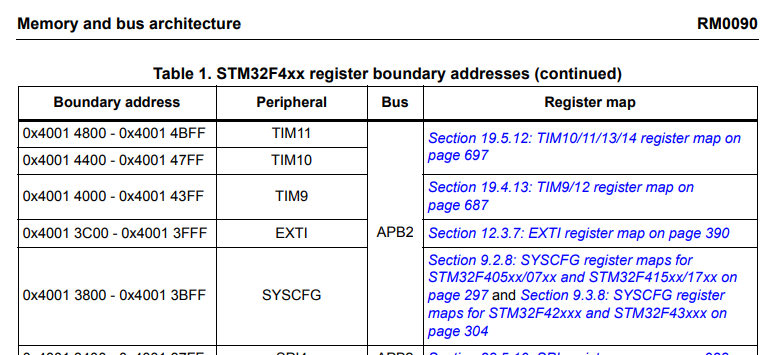 Memory and bus architecture RM0090
Table 1. STM32F4xx register boundary addresses (continued)
Boundary address Peripheral Bus Register map
0x4001 4800 - 0x4001 4BFF TIM11
Section 19.5.12: TIM10/11/13/14 register map on
page 697
0x4001 4400 - 0x4001 47FF TIM10
0x4001 4000 - 0x4001 43FF TIM9
Section 19.4.13: TIM9/12 register map on
page 687
0x4001 3C00 - 0x4001 3FFF EXTI APB2 Section 12.3.7: EXTI register map on page 390
0x4001 3800 - 0x4001 3BFF SYSCFG
Section 9.2.8: SYSCFG register maps for
STM32F405xx/07xx and STM32F415xx/17xx on
page 297 and Section 9.3.8: SYSCFG register
maps for STM32F42xxx and STM32F43xxx on
page 304